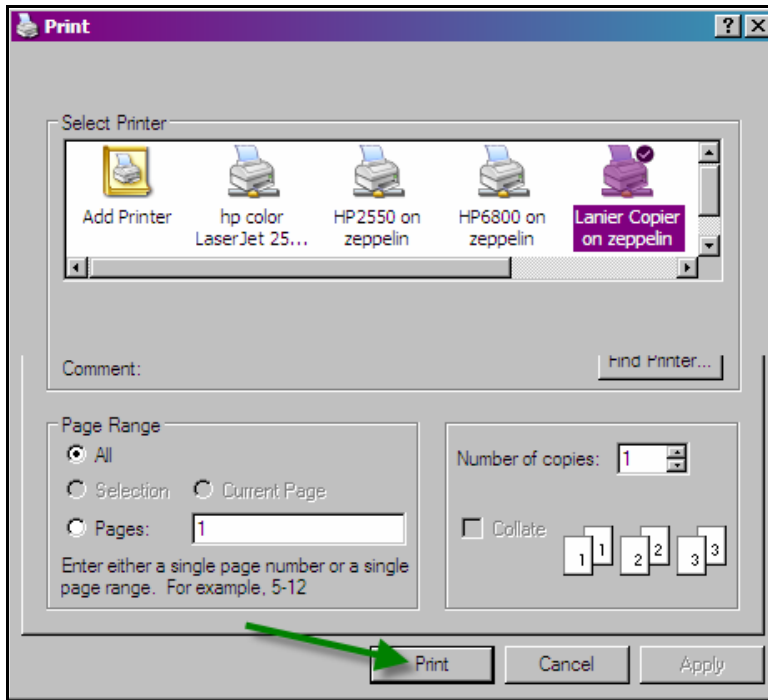 Print
Select Printer
Add Printer
hp color
LaserJet 25...
HP2550 on
zeppelin
HP6800 on
zeppelin
Lanier Copier
on zeppelin
Comment:
Find Printer...
Page Range
All
Selection
Current Page
Pages:
1
Enter either a single page number or a single
page range.  For example, 5-12
Number of copies:
1
Collate
1 1 2 2 3 3
Print
Cancel
Apply